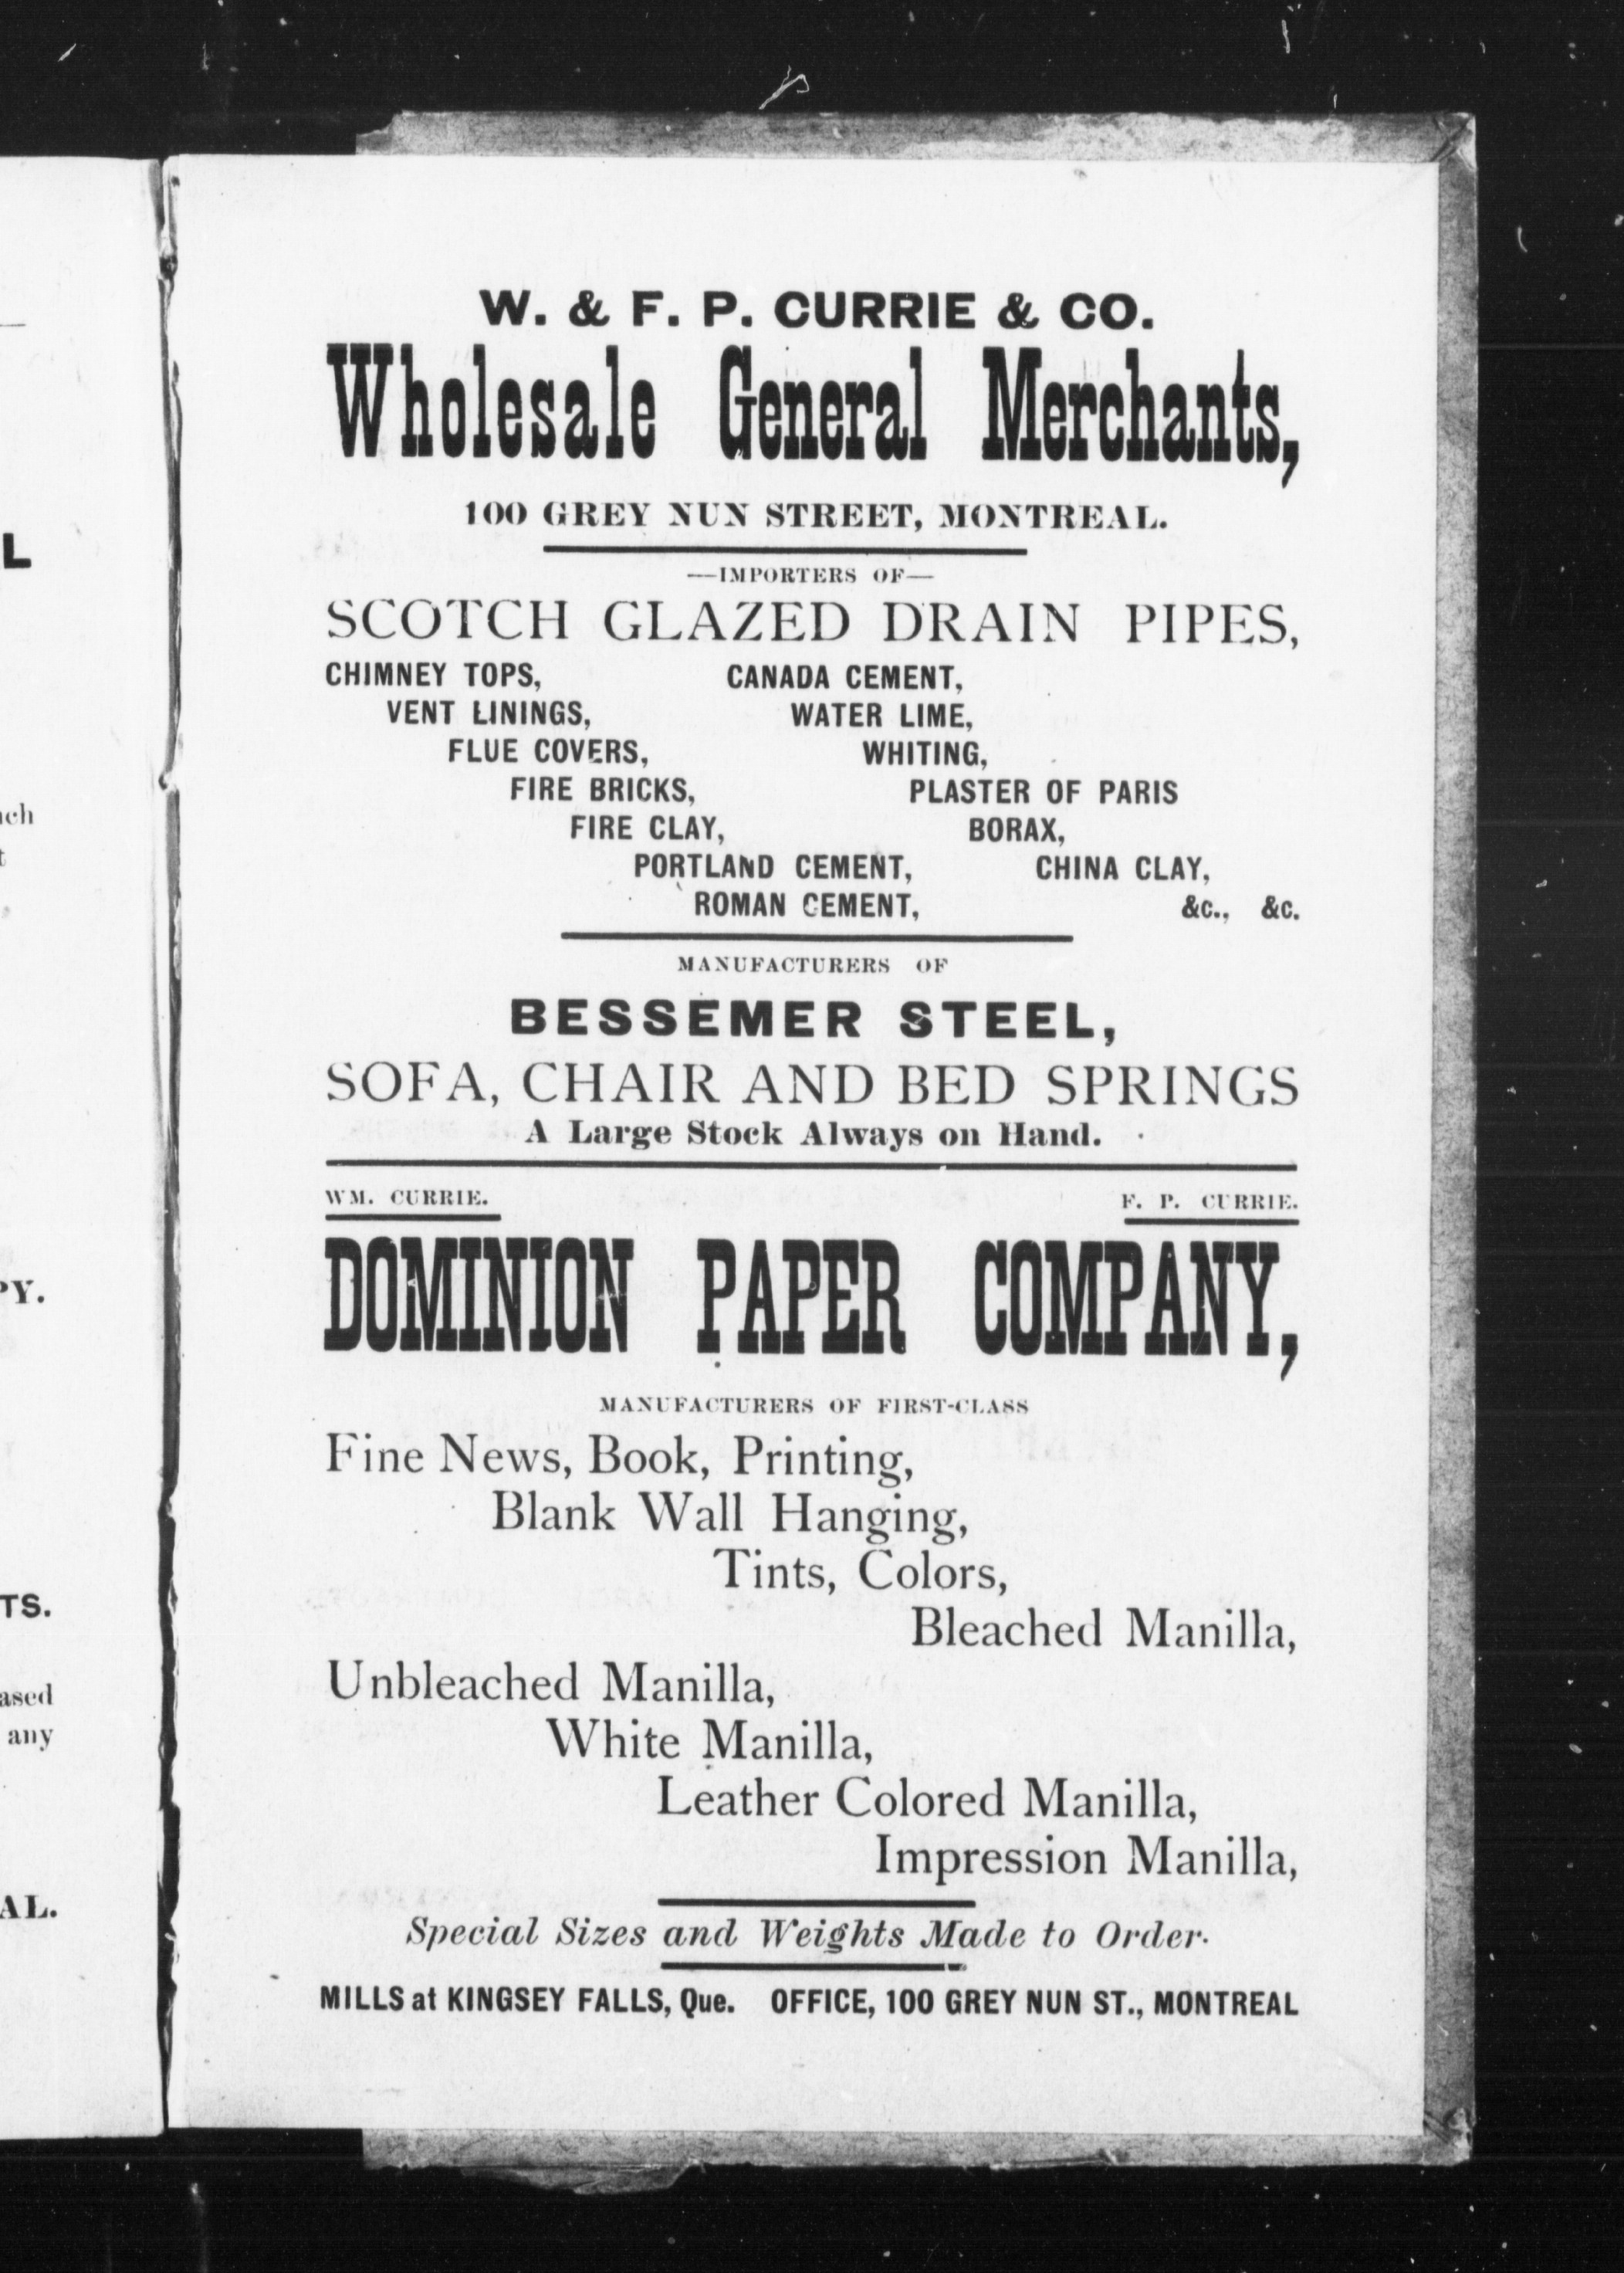 W. & F. P. CURRIE & CO.
Wholesale General Merchants,
100 GREY NUN STREET, MONTREAL.
—IMPORTERS OF—
SCOTCH GLAZED DRAIN PIPES,
CHIMNEY TOPS, CANADA CEMENT,
VENT LININGS, WATER LIME,
FLUE COVERS, WHITING,
FIRE BRICKS, PLASTER OF PARIS
FIRE CLAY, BORAX,
PORTLAND CEMENT, CHINA CLAY,
ROMAN CEMENT, &c., &c.
MANUFACTURERS OF
BESSEMER STEEL,
SOFA, CHAIR AND BED SPRINGS
A Large Stock Always on Hand.
WM. CURRIE. F. P. CURRIE.
DOMINION PAPER COMPANY,
MANUFACTURERS OF FIRST-CLASS
Fine News, Book, Printing,
Blank Wall Hanging,
Tints, Colors,
Bleached Manilla,
Unbleached Manilla,
White Manilla,
Leather Colored Manilla,
Impression Manilla,
Special Sizes and Weights Made to Order.
MILLS at KINGSEY FALLS, Que. OFFICE, 100 GREY NUN ST., MONTREAL
any